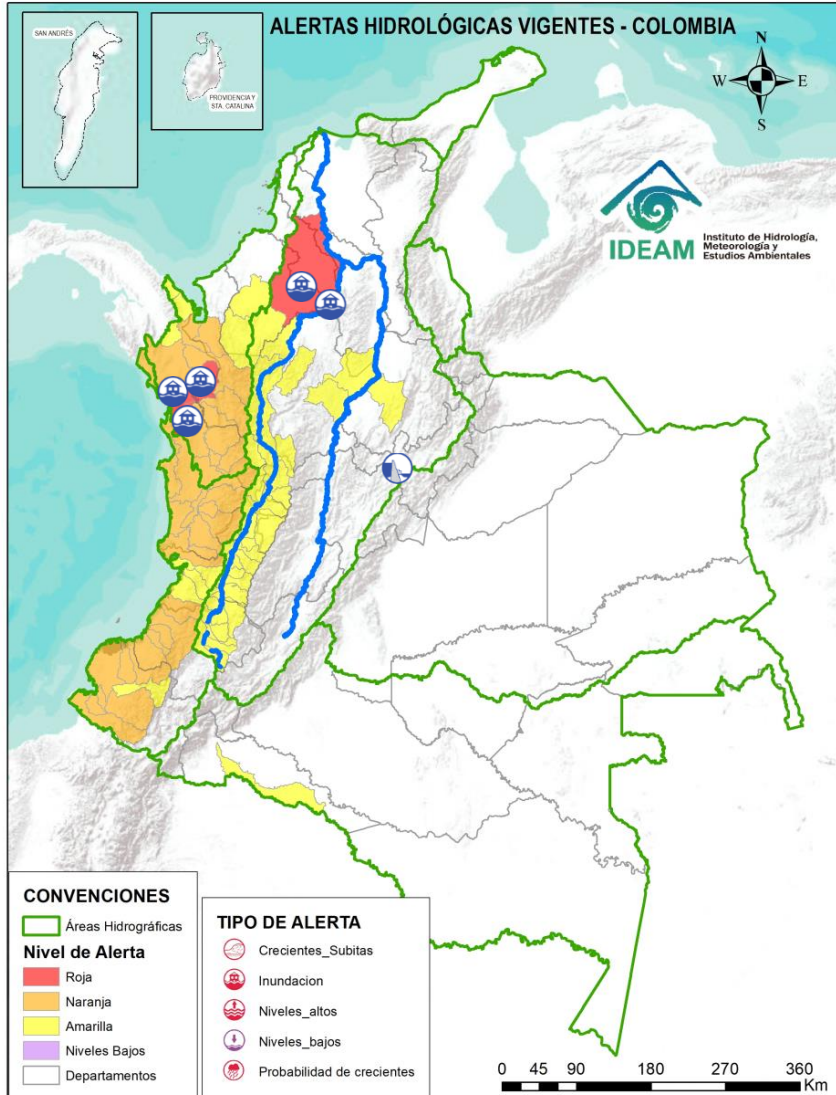 ALERTAS HIDROLÓGICAS VIGENTES - COLOMBIA
SAN ANDRÉS
PROVIDENCIA Y
STA. CATALINA
N
W
E
S
IDEAM
Instituto de Hidrología,
Meteorología y
Estudios Ambientales
CONVENCIONES
Áreas Hidrográficas
Nivel de Alerta
Roja
Naranja
Amarilla
Niveles Bajos
Departamentos
TIPO DE ALERTA
Crecientes_Subitas
Inundacion
Niveles_altos
Niveles_bajos
Probabilidad de crecientes
0 45 90 180 270 360
Km